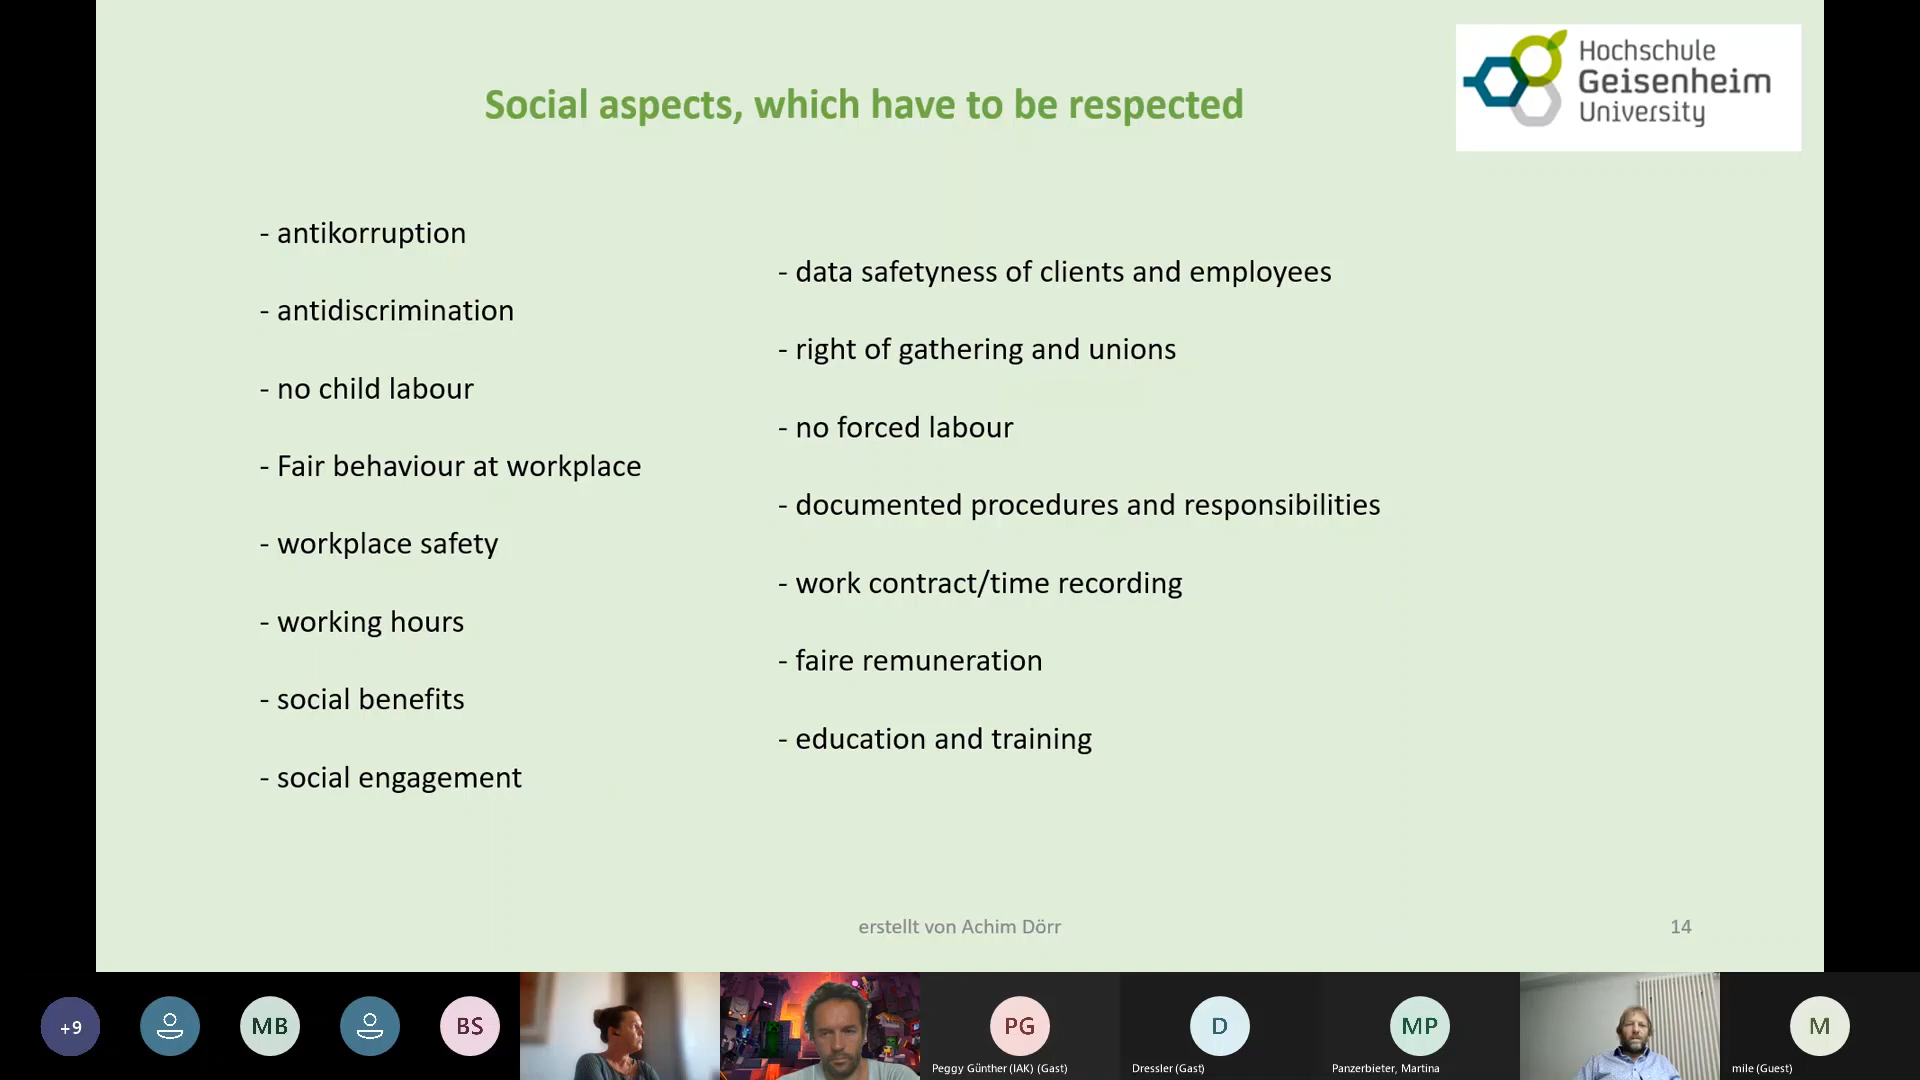 Social aspects, which have to be respected
Hochschule
Geisenheim
University
- antikorruption
- antidiscrimination
- no child labour
- Fair behaviour at workplace
- workplace safety
- working hours
- social benefits
- social engagement
- data safetyness of clients and employees
- right of gathering and unions
- no forced labour
- documented procedures and responsibilities
- work contract/time recording
- faire remuneration
- education and training
erstellt von Achim Dörr
14
+9
MB
BS
PG
Peggy Günther (IAK) (Gast)
D
Dressler (Gast)
MP
Panzerbieter, Martina
M
mile (Guest)